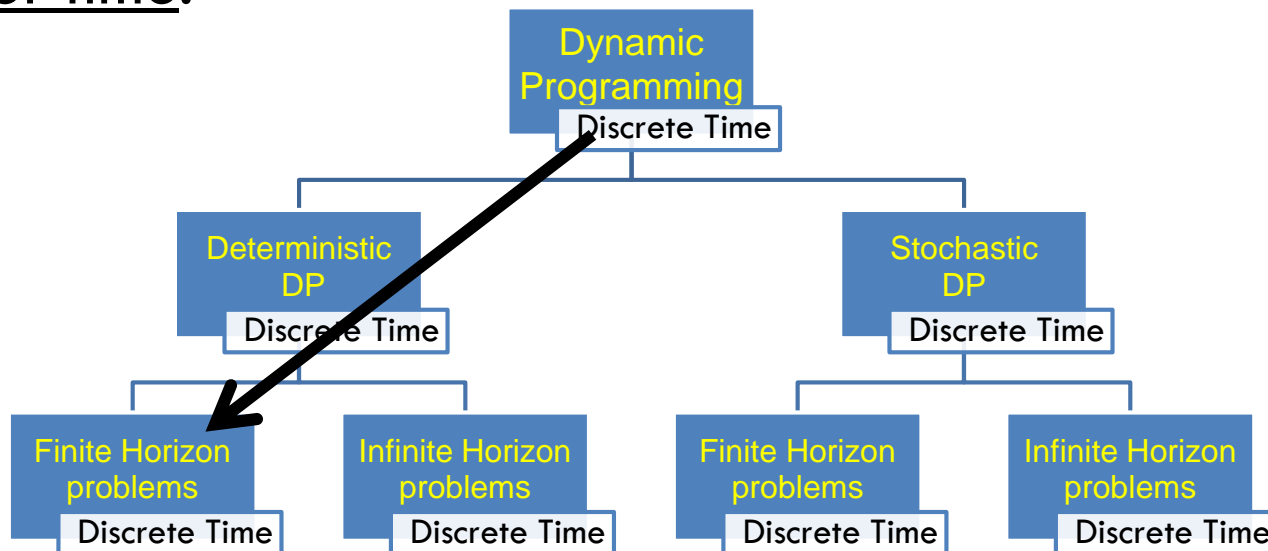 time.
Dynamic
Programming
Discrete Time
Deterministic
DP
Discrete Time
Stochastic
DP
Discrete Time
Finite Horizon
problems
Discrete Time
Infinite Horizon
problems
Discrete Time
Finite Horizon
problems
Discrete Time
Infinite Horizon
problems
Discrete Time